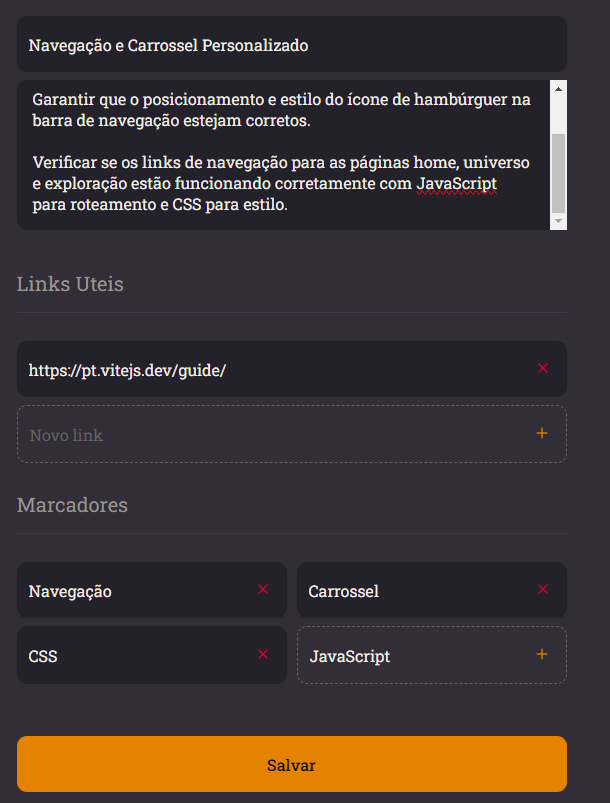 Navegação e Carrossel Personalizado
Garantir que o posicionamento e estilo do ícone de hambúrguer na
barra de navegação estejam corretos.
Verificar se os links de navegação para as páginas home, universo
e exploração estão funcionando corretamente com JavaScript
para roteamento e CSS para estilo.
Links Uteis
https://pt.vitejs.dev/guide/
Novo link
Marcadores
Navegação
Carrossel
CSS
JavaScript
Salvar